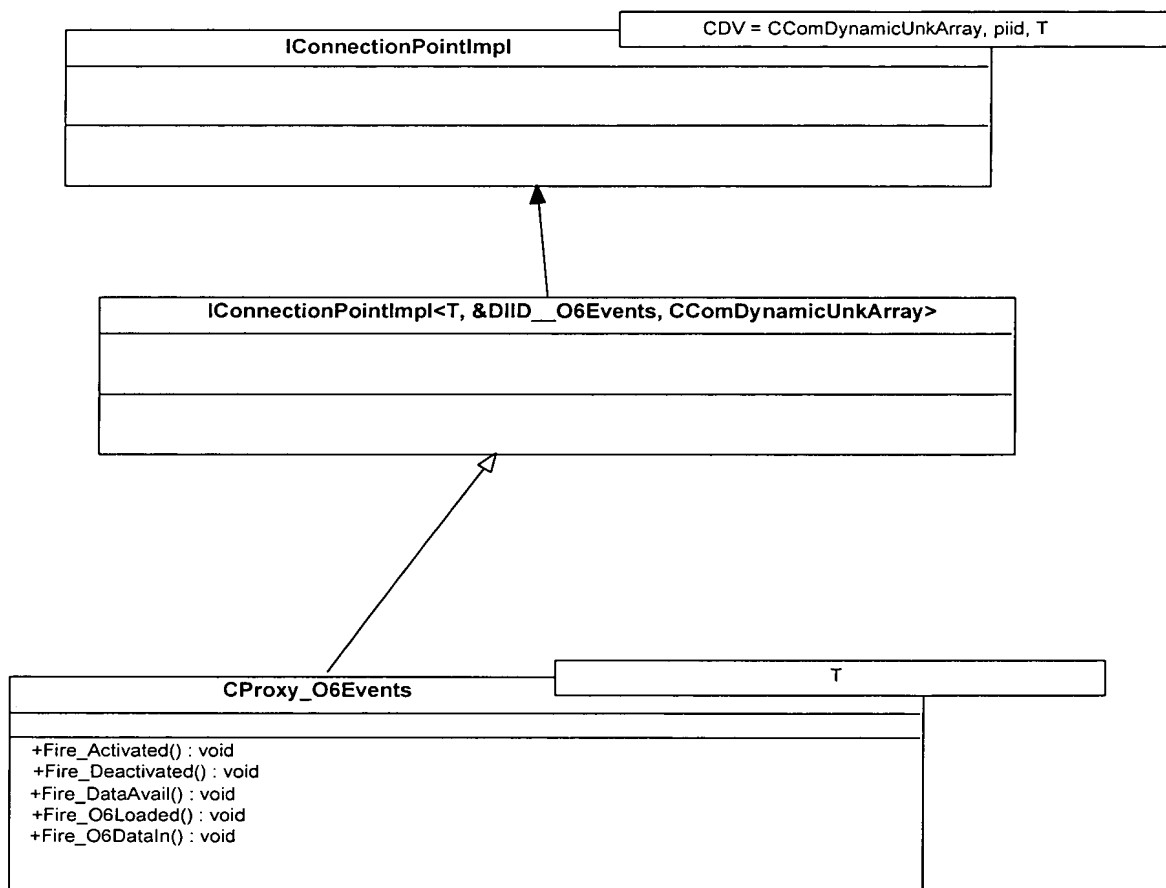 CDV = CComDynamicUnkArray, piid, T
IConnectionPointImpl
IConnectionPointImpl<T, &DIID__O6Events, CComDynamicUnkArray>
T
CProxy_O6Events
+Fire_Activated() : void
+Fire_Deactivated() : void
+Fire_DataAvail() : void
+Fire_O6Loaded() : void
+Fire_O6DataIn() : void